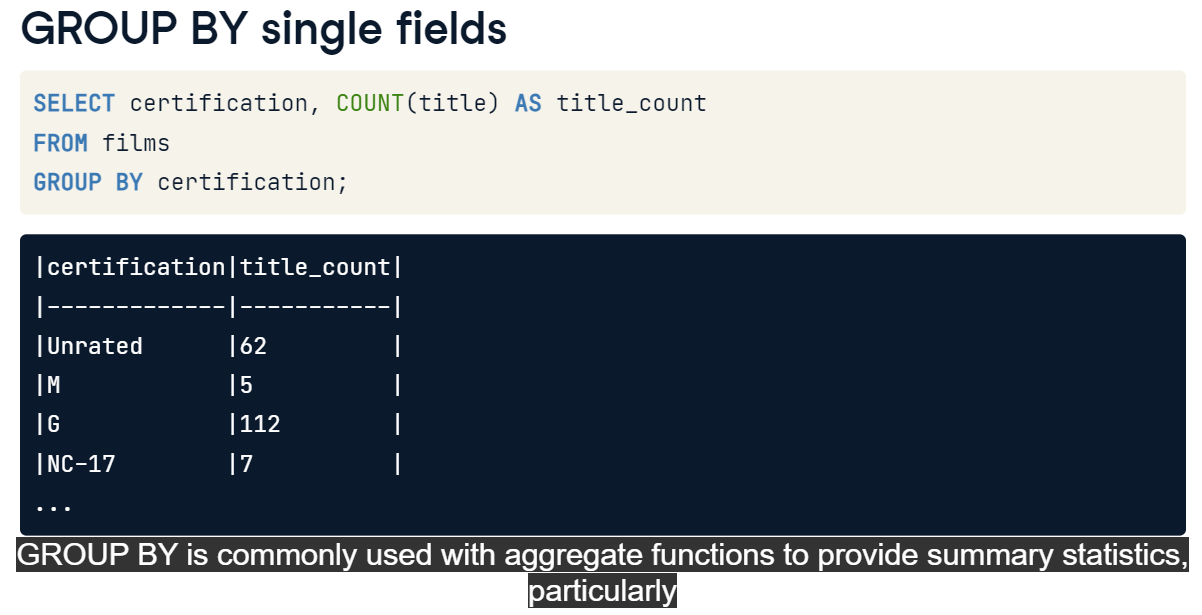 GROUP BY single fields
SELECT certification, COUNT(title) AS title_count
FROM films
GROUP BY certification;
|certification|title_count|
|-------------|-----------|
|Unrated      |62         |
|M            |5          |
|G            |112        |
|NC-17        |7          |
...
GROUP BY is commonly used with aggregate functions to provide summary statistics,
particularly